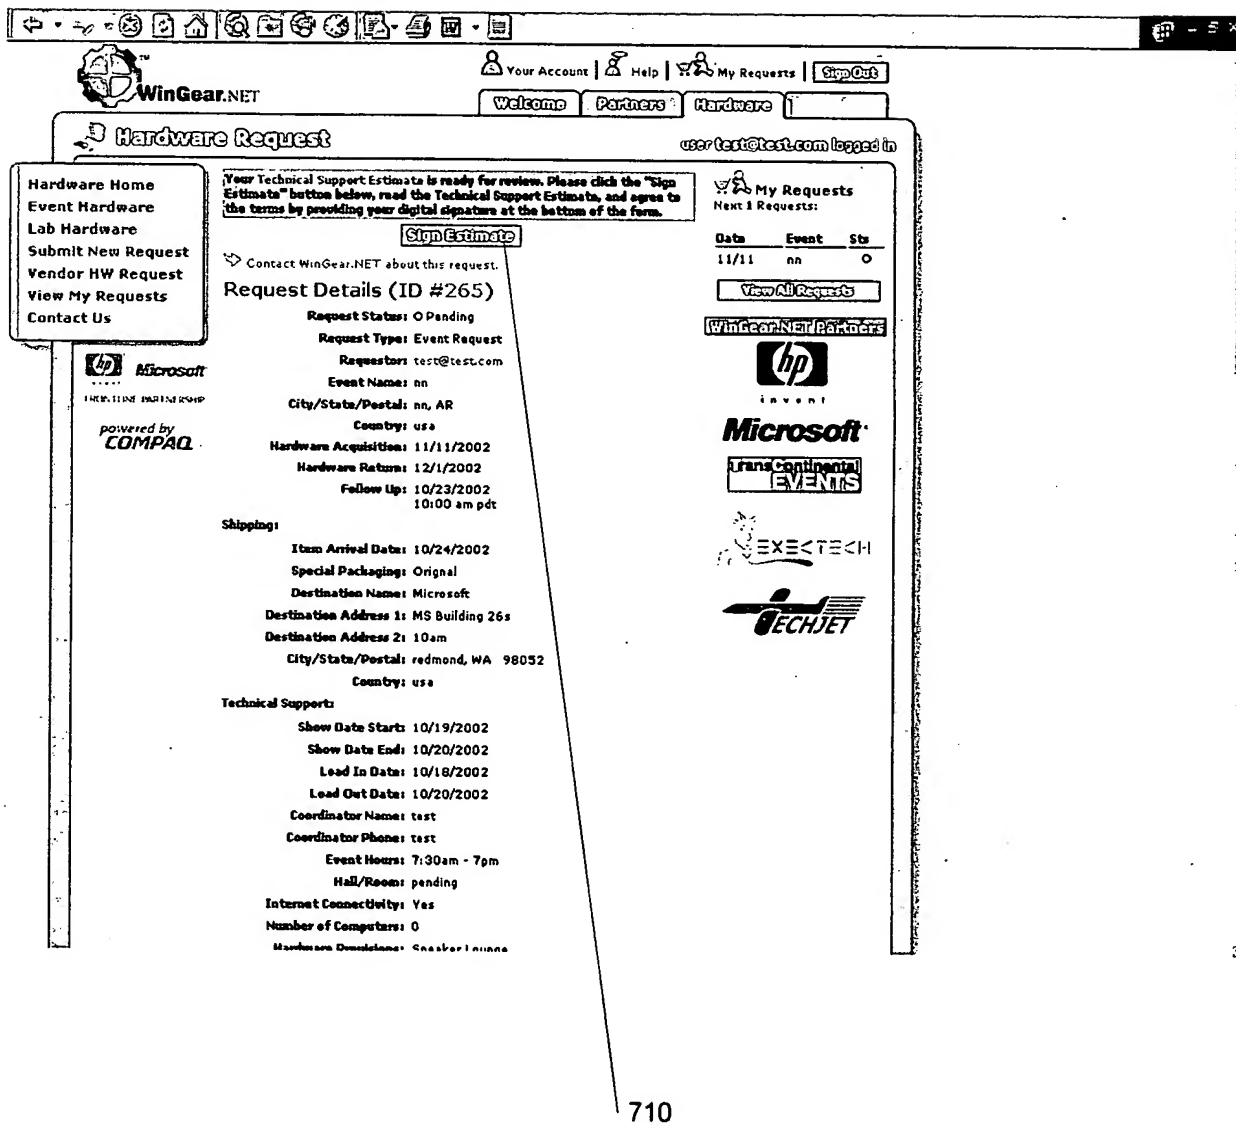 TM
WinGear.NET
Your Account | Help | My Requests | Sign Out
Welcome Partners Hardware
Hardware Request
user test@test.com logged in
Hardware Home
Event Hardware
Lab Hardware
Submit New Request
Vendor HW Request
View My Requests
Contact Us
hp Microsoft
invent
FRONTLINE PARTNERSHIP
powered by
COMPAQ
Your Technical Support Estimate is ready for review. Please click the "Sign
Estimate" button below, read the Technical Support Estimate, and agree to
the terms by providing your digital signature at the bottom of the form.
Sign Estimate
Contact WinGear.NET about this request.
Request Details (ID #265)
Request Status: O Pending
Request Type: Event Request
Requestor: test@test.com
Event Name: nn
City/State/Postal: nn, AR
Country: usa
Hardware Acquisition: 11/11/2002
Hardware Return: 12/1/2002
Follow Up: 10/23/2002
10:00 am pdt
Shipping:
Item Arrival Date: 10/24/2002
Special Packaging: Orignal
Destination Name: Microsoft
Destination Address 1: MS Building 26s
Destination Address 2: 10am
City/State/Postal: redmond, WA 98052
Country: usa
Technical Support:
Show Date Start: 10/19/2002
Show Date End: 10/20/2002
Load In Date: 10/18/2002
Load Out Date: 10/20/2002
Coordinator Name: test
Coordinator Phone: test
Event Hours: 7:30am - 7pm
Hall/Room: pending
Internet Connectivity: Yes
Number of Computers: 0
Hardware Provisions: Speaker Lounge
My Requests
Next 1 Requests:
Date Event Sts
11/11 nn O
View All Requests
WinGear.NET Partners
hp
invent
Microsoft
TransContinental
EVENTS
EXECTECH
TECHJET
710